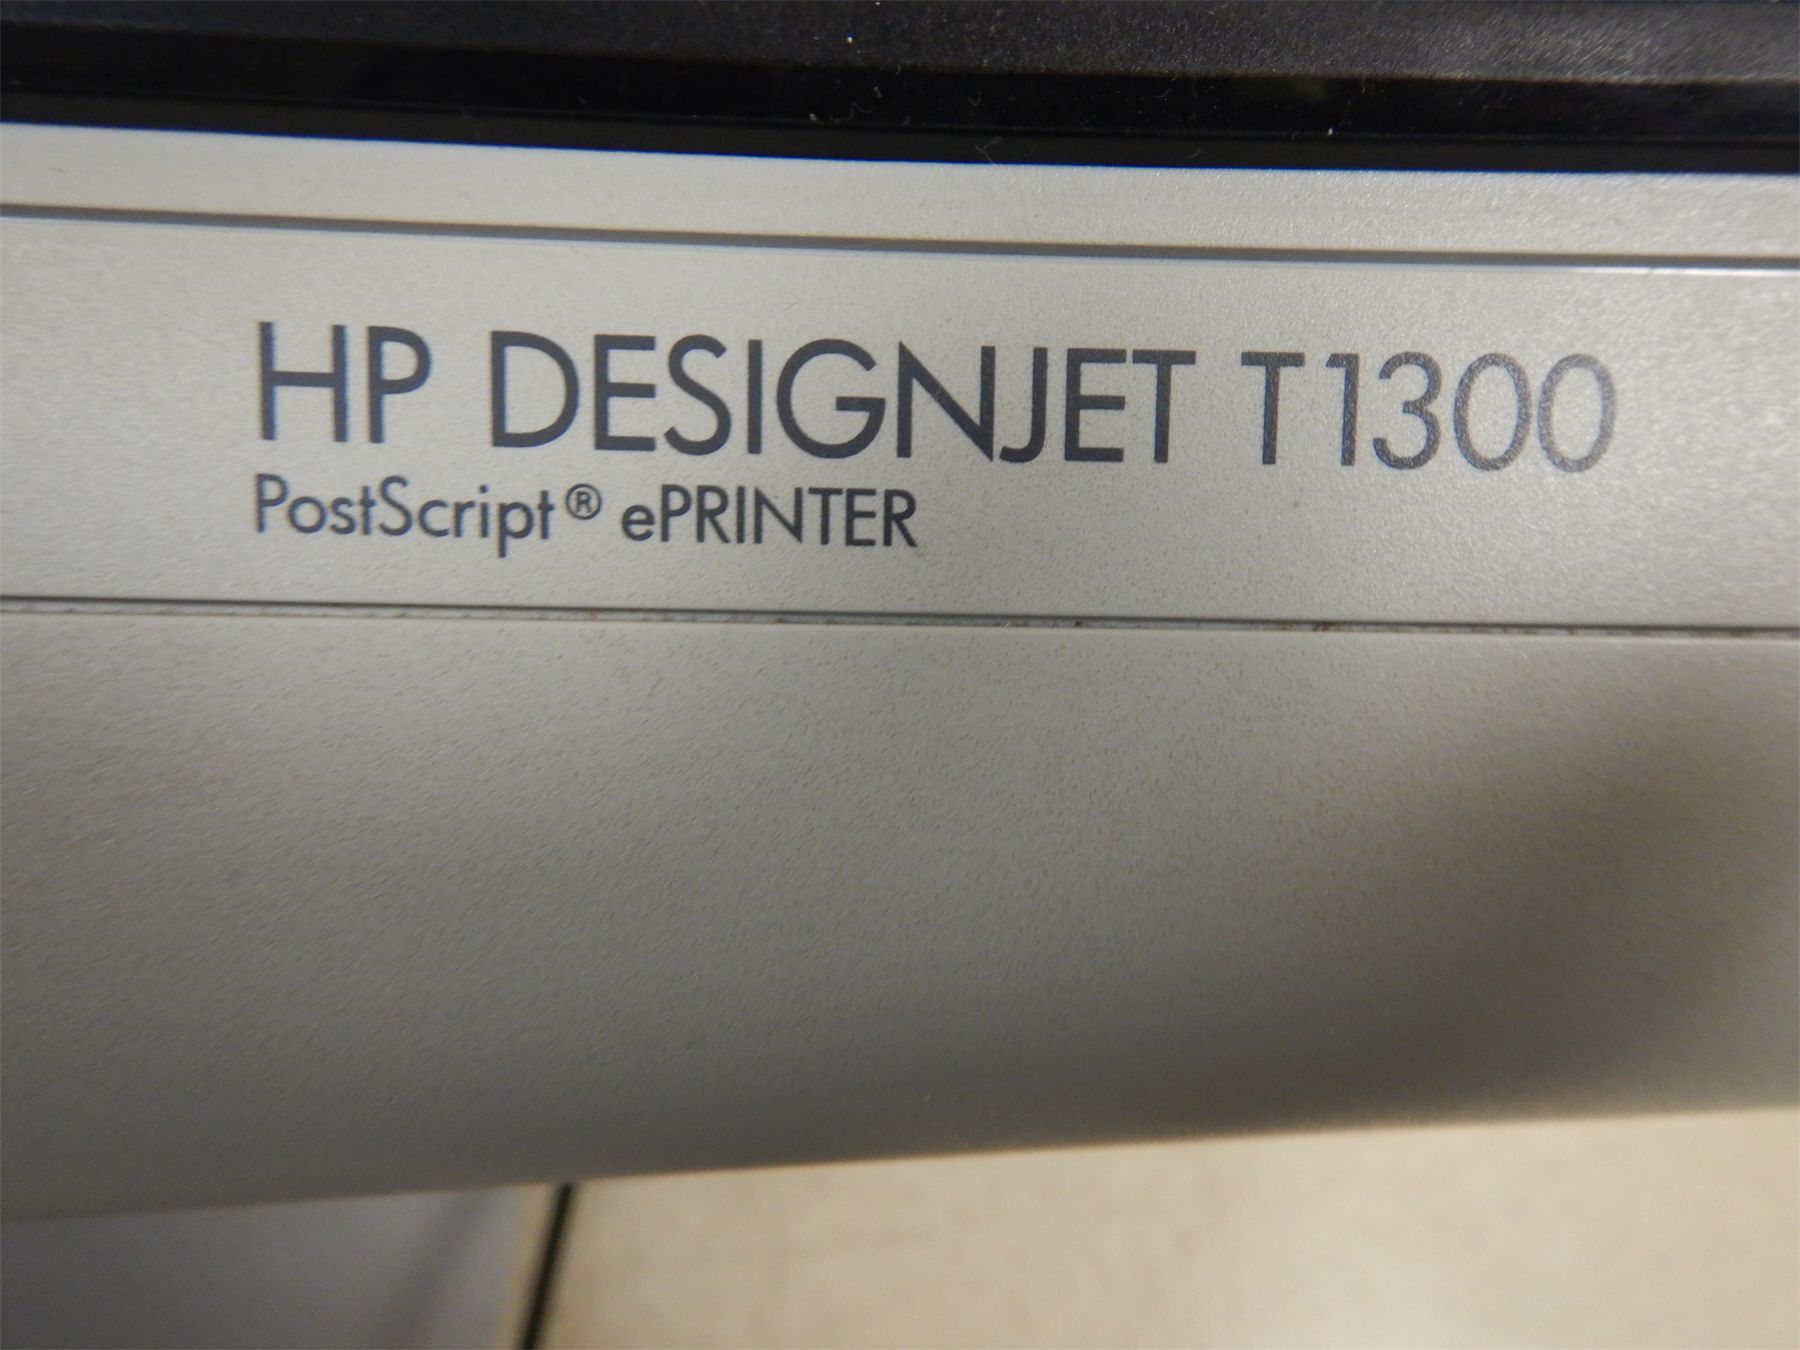 HP DESIGNJET T1300
PostScript® ePRINTER